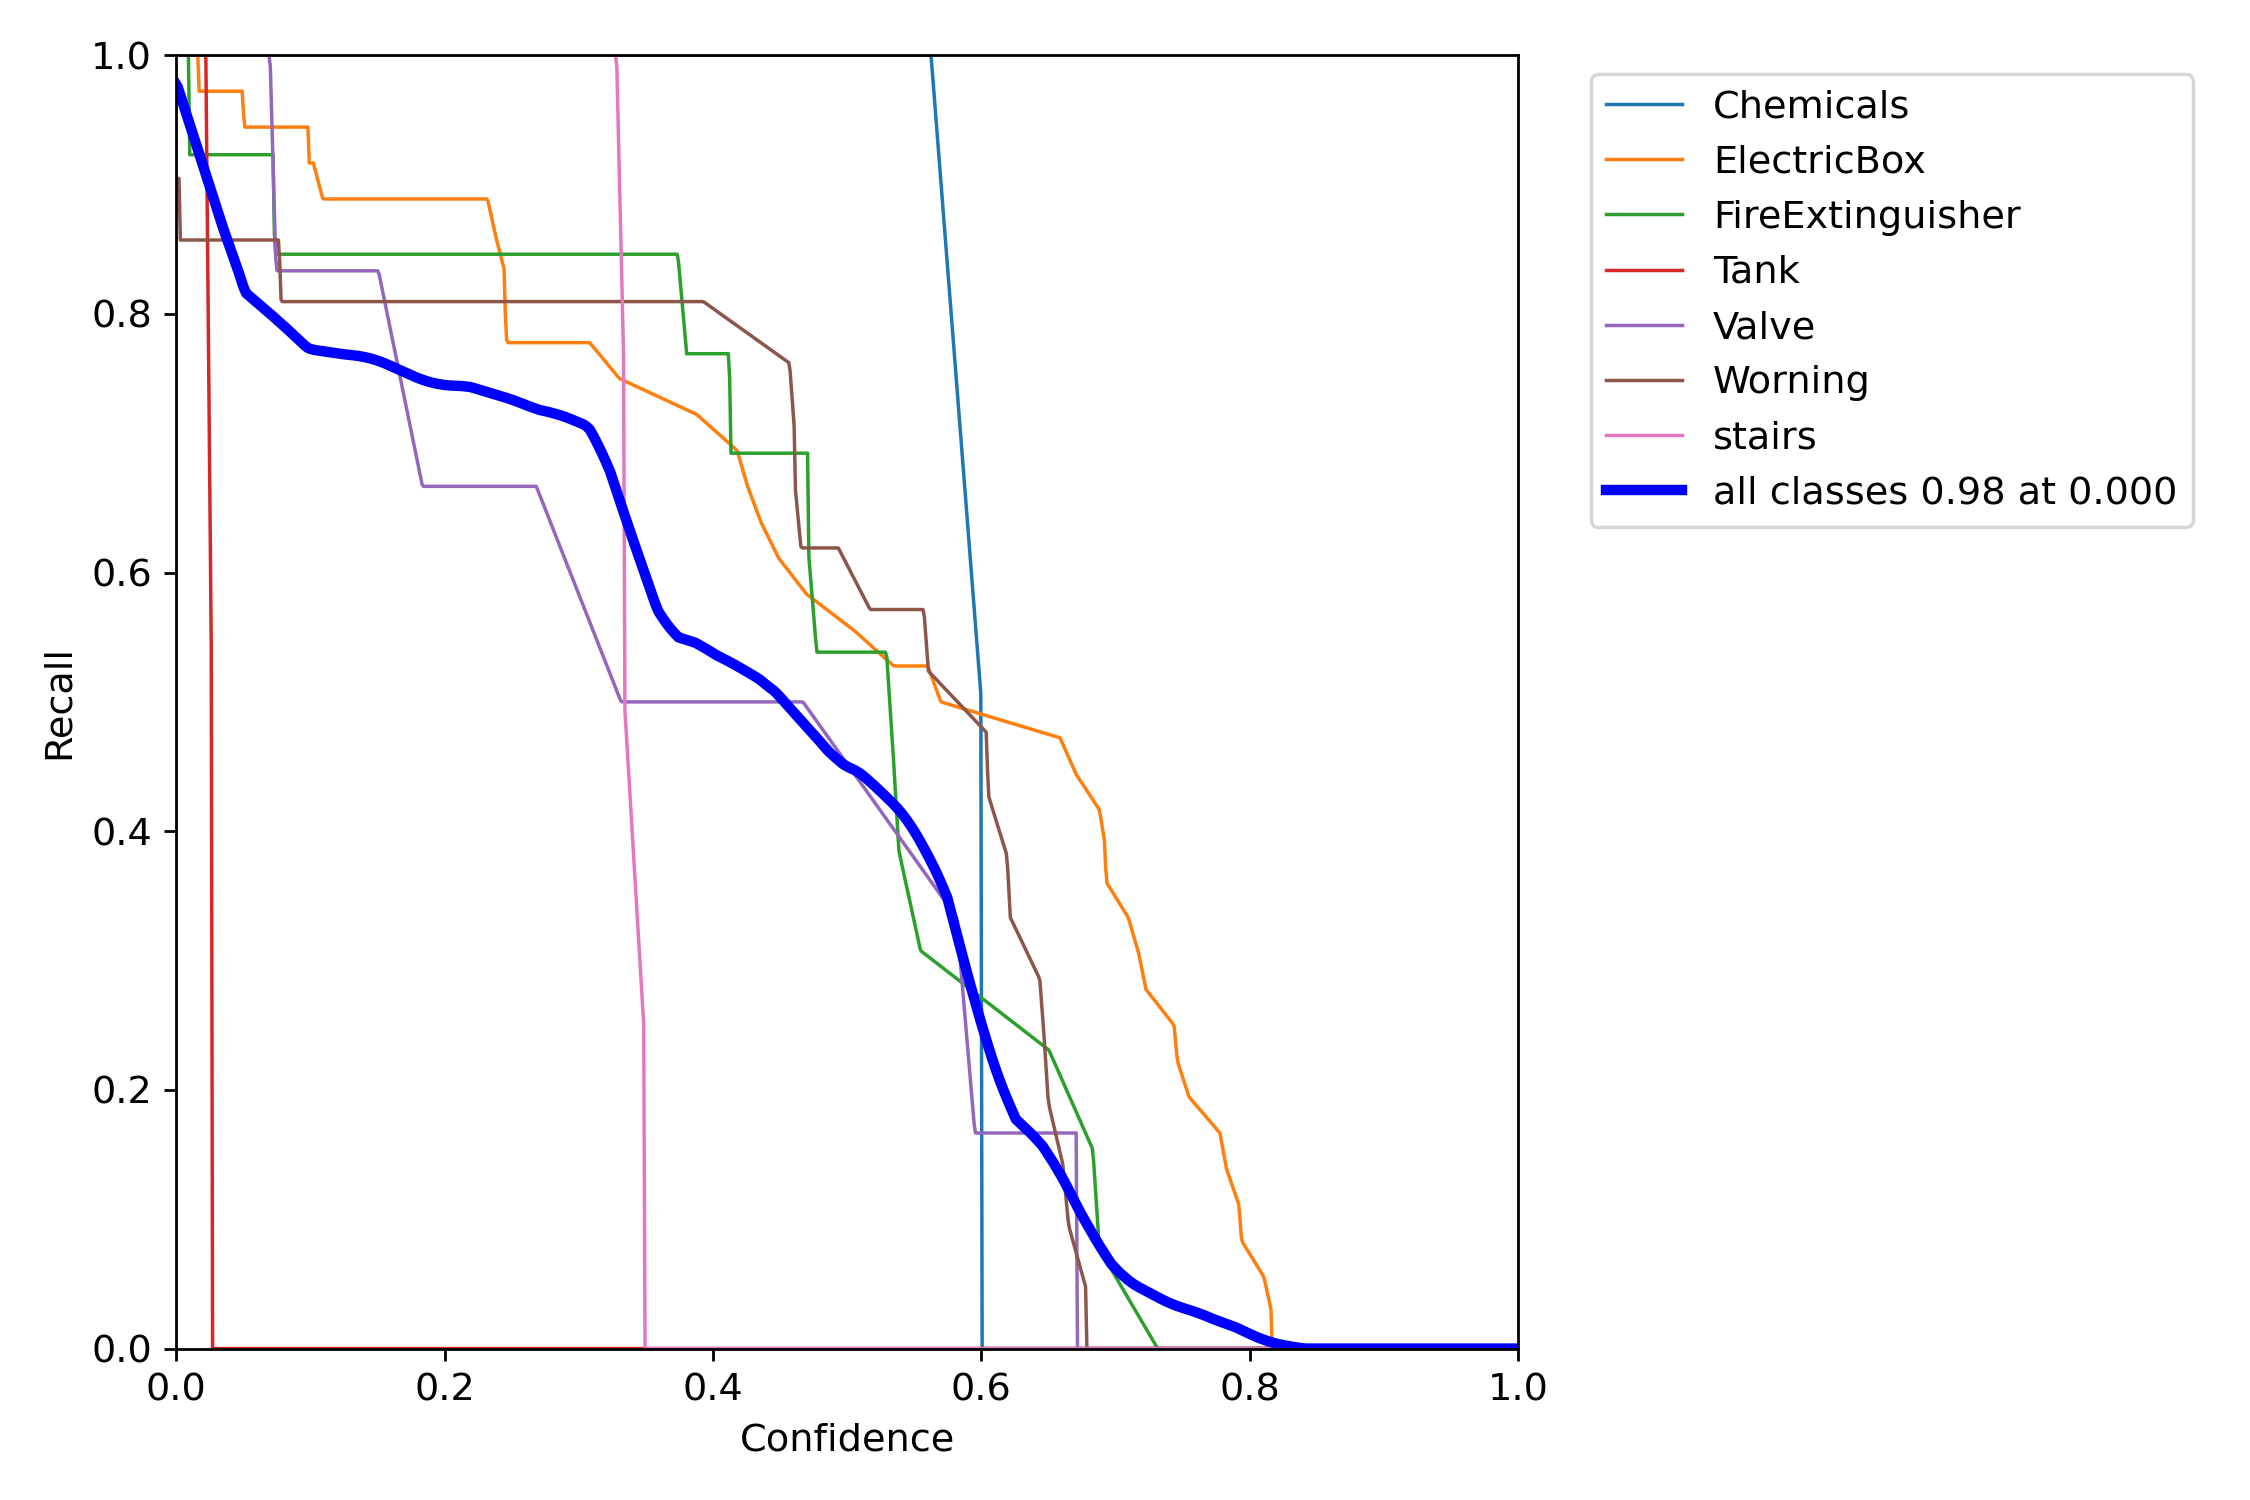 1.0
0.8
0.6
0.4
0.2
0.0
Recall
0.0 0.2 0.4 0.6 0.8 1.0
Confidence
Chemicals
ElectricBox
FireExtinguisher
Tank
Valve
Worning
stairs
all classes 0.98 at 0.000